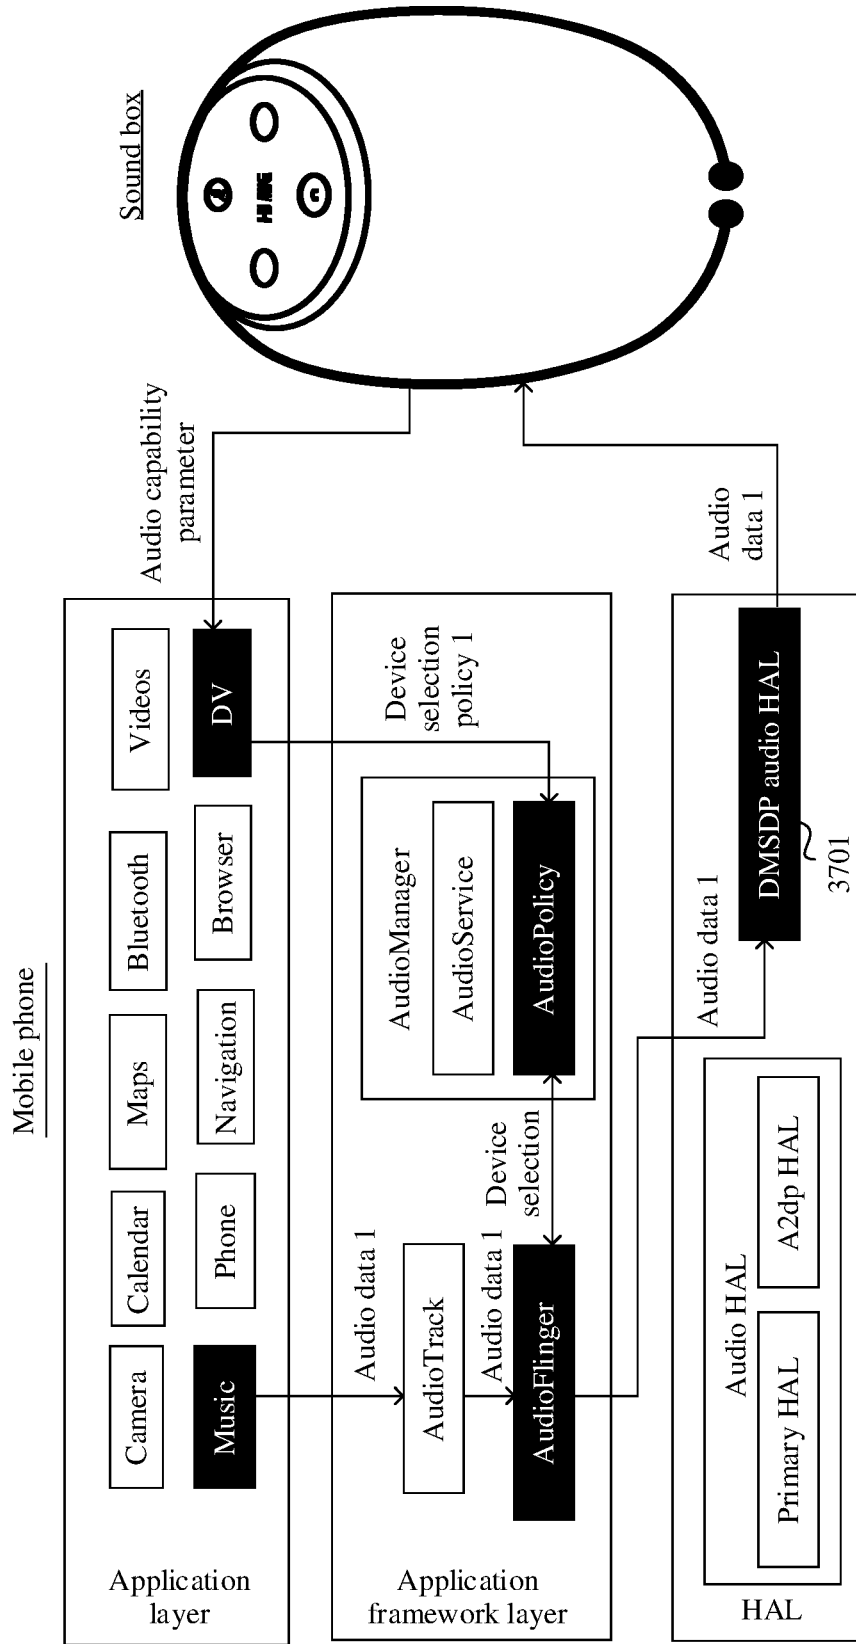 Mobile phone
Sound box
Application
layer
Camera
Calendar
Maps
Bluetooth
Videos
Music
Phone
Navigation
Browser
DV
Audio capability
parameter
Application
framework layer
Audio data 1
AudioTrack
Audio data 1
AudioFlinger
Device
selection
AudioManager
AudioService
AudioPolicy
Device
selection
policy 1
HAL
Audio HAL
Primary HAL
A2dp HAL
Audio data 1
DMSDP audio HAL
3701
Audio
data 1